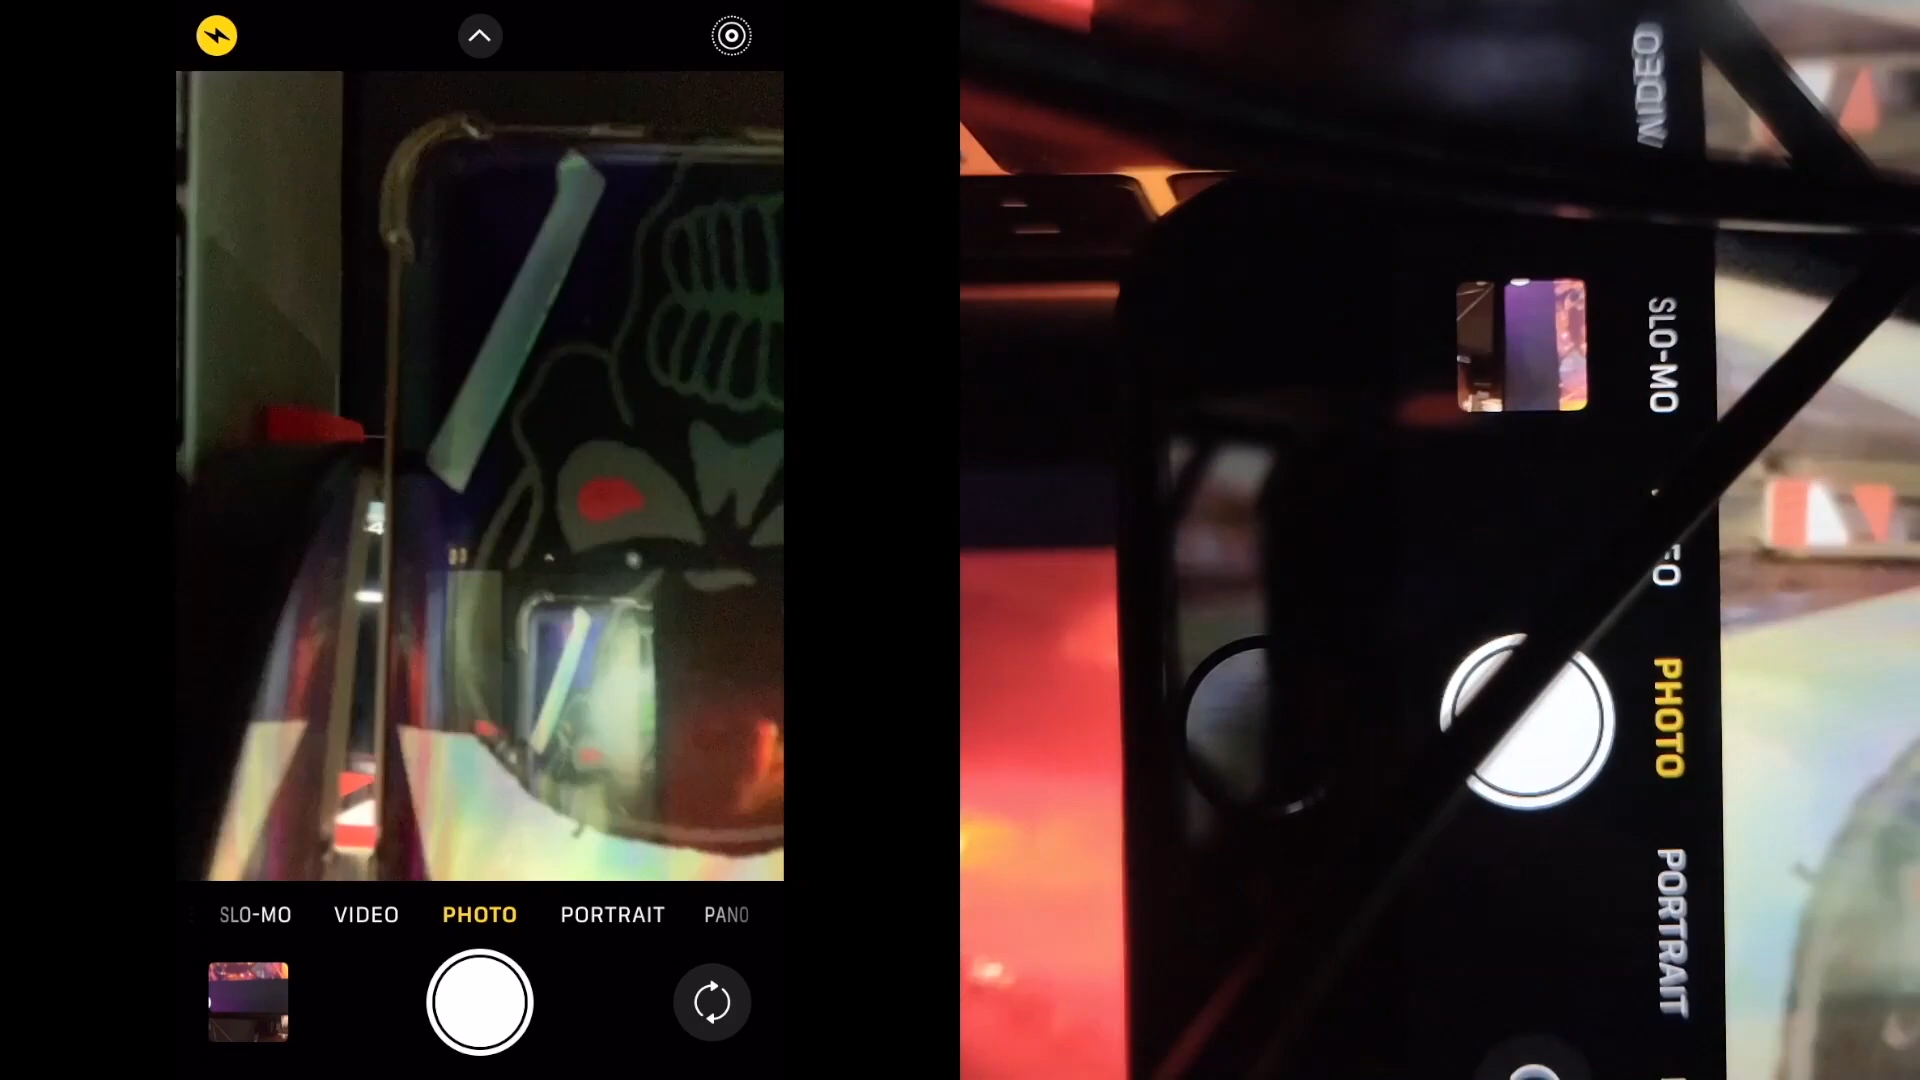 SLO-MO VIDEO PHOTO PORTRAIT PANO
VIDEO
SLO-MO
PHOTO
PORTRAIT